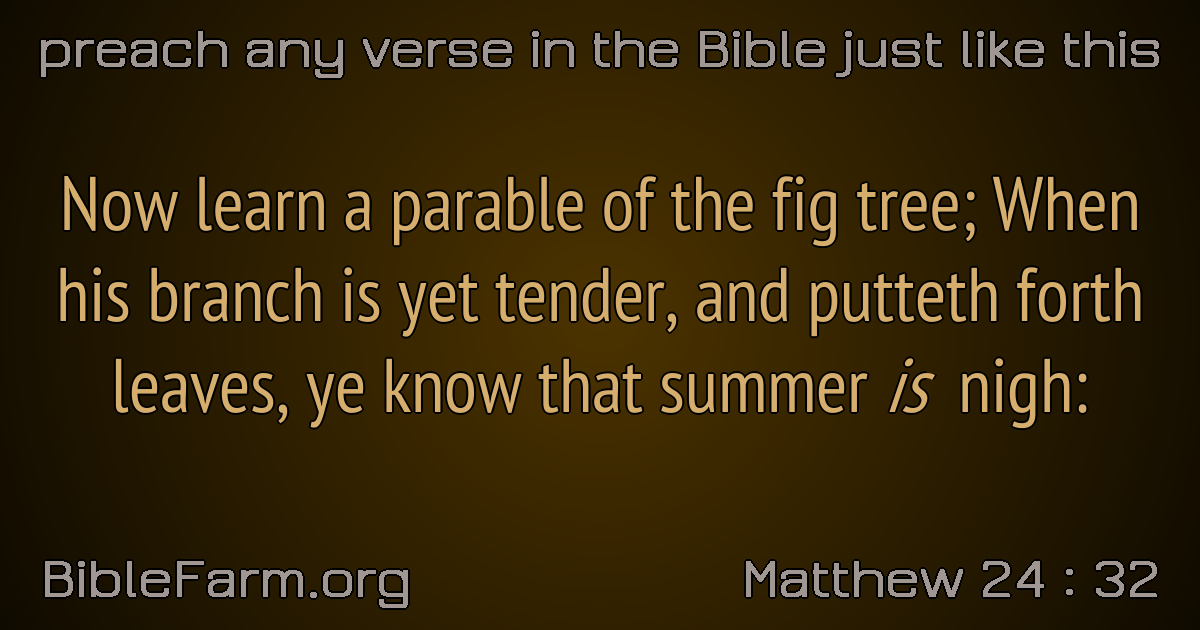 preach any verse in the Bible just like this
Now learn a parable of the fig tree; When
his branch is yet tender, and putteth forth
leaves, ye know that summer is nigh:
BibleFarm.org
Matthew 24 : 32